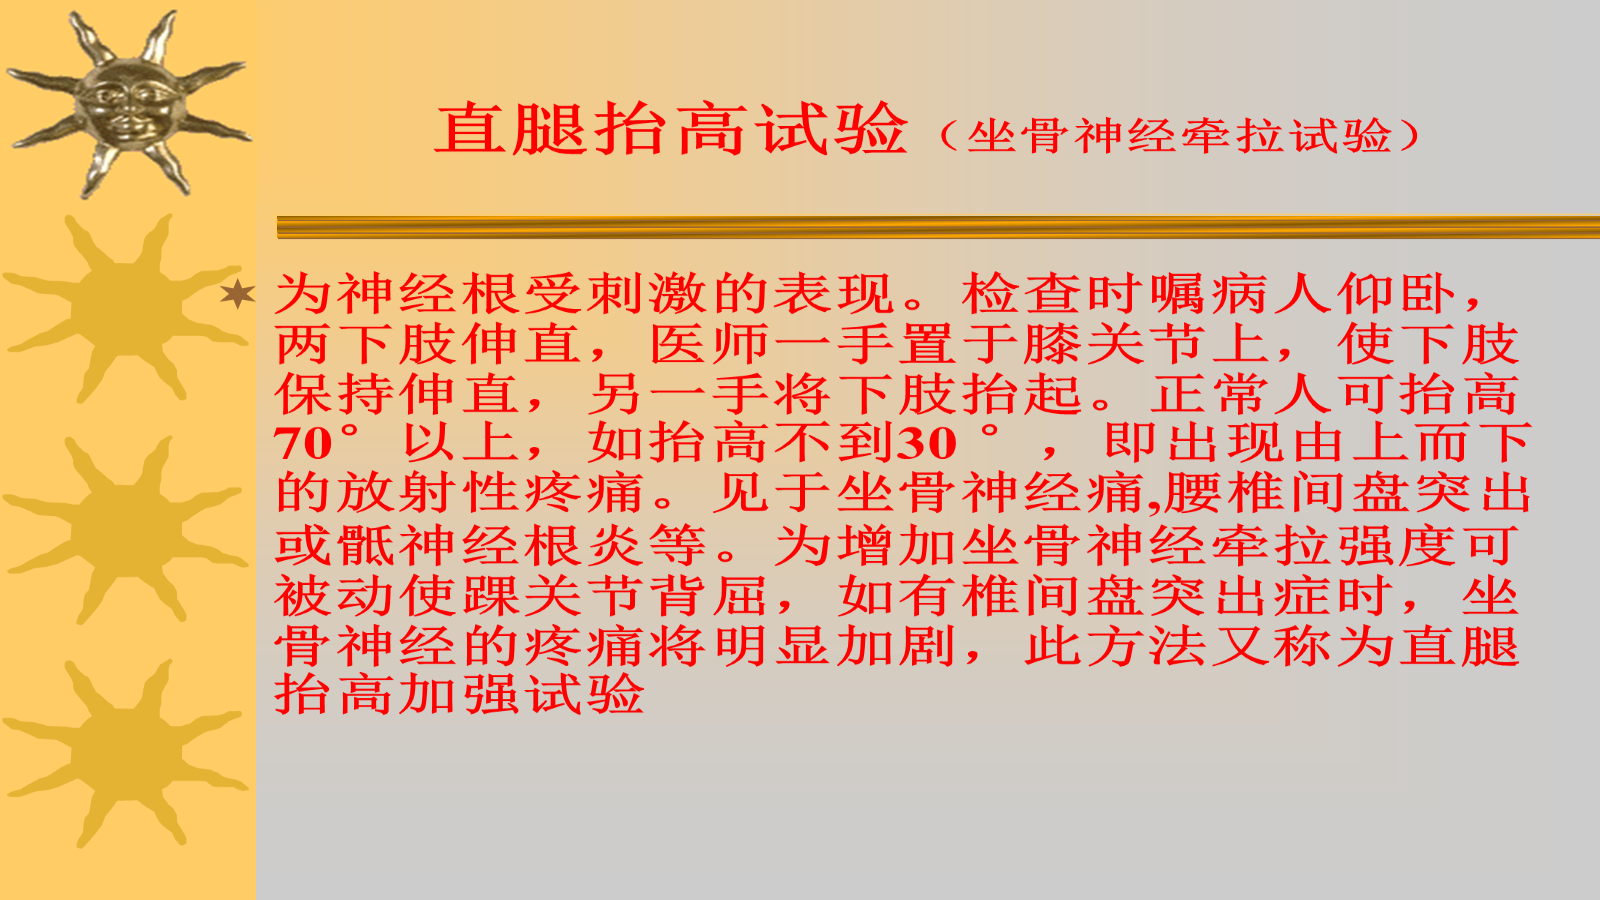 直腿抬高试验（坐骨神经牵拉试验）
为神经根受刺激的表现。检查时嘱病人仰卧，
两下肢伸直，医师一手置于膝关节上，使下肢
保持伸直，另一手将下肢抬起。正常人可抬高
70°以上，如抬高不到30 °，即出现由上而下
的放射性疼痛。见于坐骨神经痛,腰椎间盘突出
或骶神经根炎等。为增加坐骨神经牵拉强度可
被动使踝关节背屈，如有椎间盘突出症时，坐
骨神经的疼痛将明显加剧，此方法又称为直腿
抬高加强试验